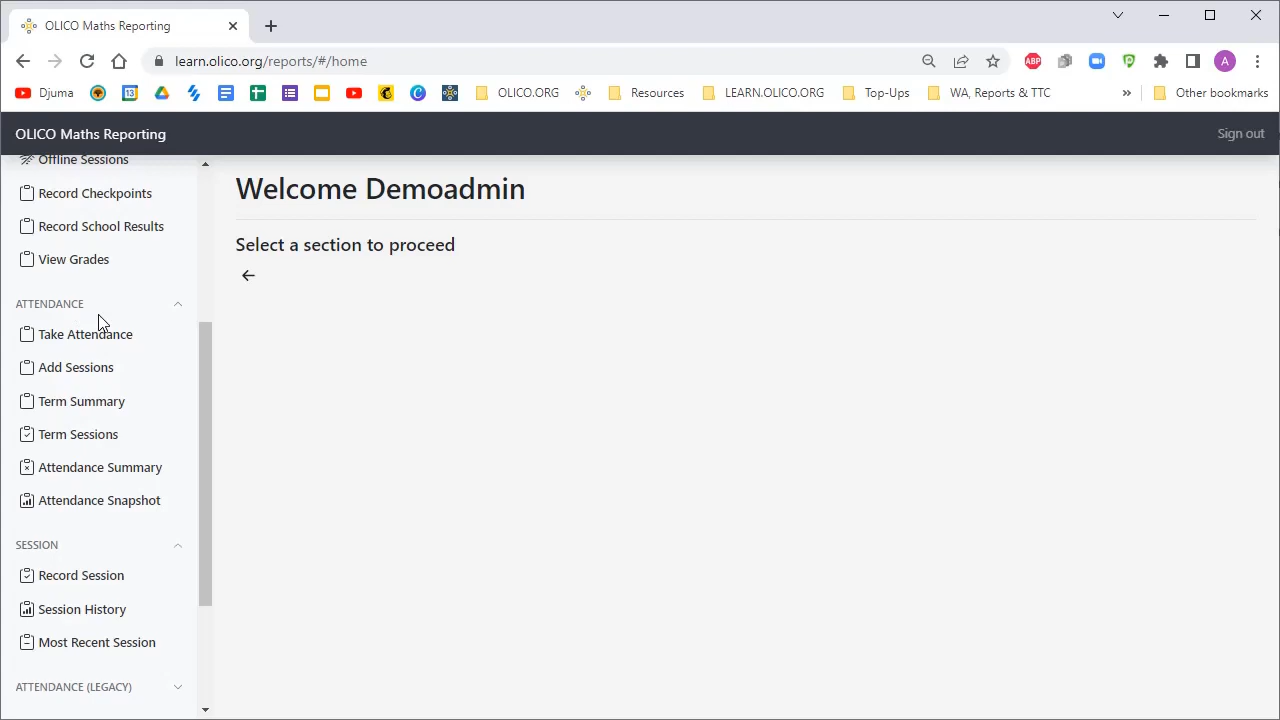 OLICO Maths Reporting
learn.olico.org/reports/#/home
ABP
A
Djuma
13
OLICO.ORG
Resources
LEARN.OLICO.ORG
Top-Ups
WA, Reports & TTC
»
Other bookmarks
OLICO Maths Reporting
Sign out
Offline Sessions
Record Checkpoints
Record School Results
View Grades
ATTENDANCE
Take Attendance
Add Sessions
Term Summary
Term Sessions
Attendance Summary
Attendance Snapshot
SESSION
Record Session
Session History
Most Recent Session
ATTENDANCE (LEGACY)
Welcome Demoadmin
Select a section to proceed